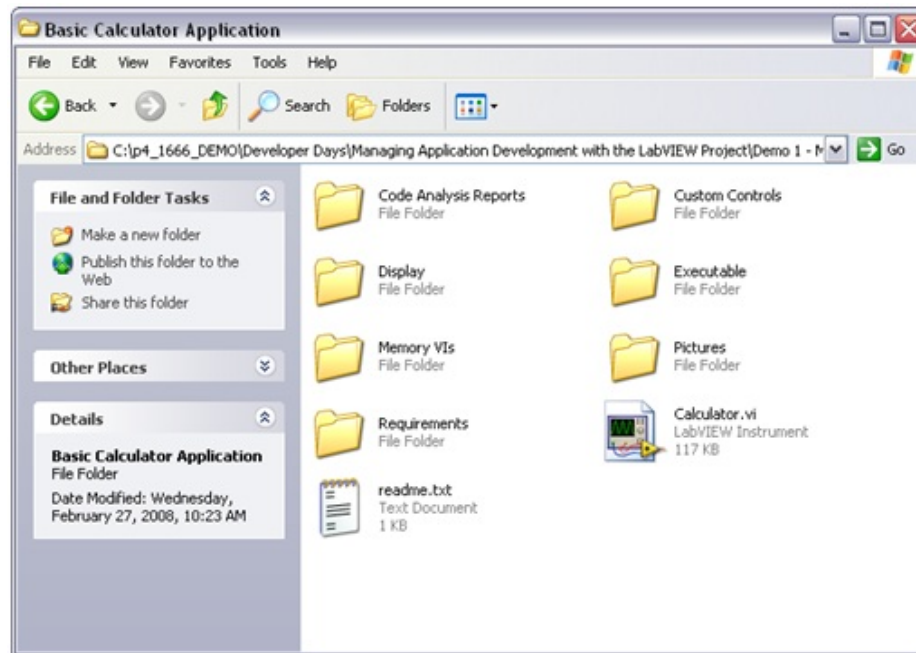 Basic Calculator Application
File Edit View Favorites Tools Help
Back Search Folders
Address C:\p4_1666_DEMO\Developer Days\Managing Application Development with the LabVIEW Project\Demo 1 - M Go
File and Folder Tasks
Make a new folder
Publish this folder to the
Web
Share this folder
Other Places
Details
Basic Calculator Application
File Folder
Date Modified: Wednesday,
February 27, 2008, 10:23 AM
Code Analysis Reports
File Folder
Custom Controls
File Folder
Display
File Folder
Executable
File Folder
Memory VIs
File Folder
Pictures
File Folder
Requirements
File Folder
Calculator.vi
LabVIEW Instrument
117 KB
readme.txt
Text Document
1 KB